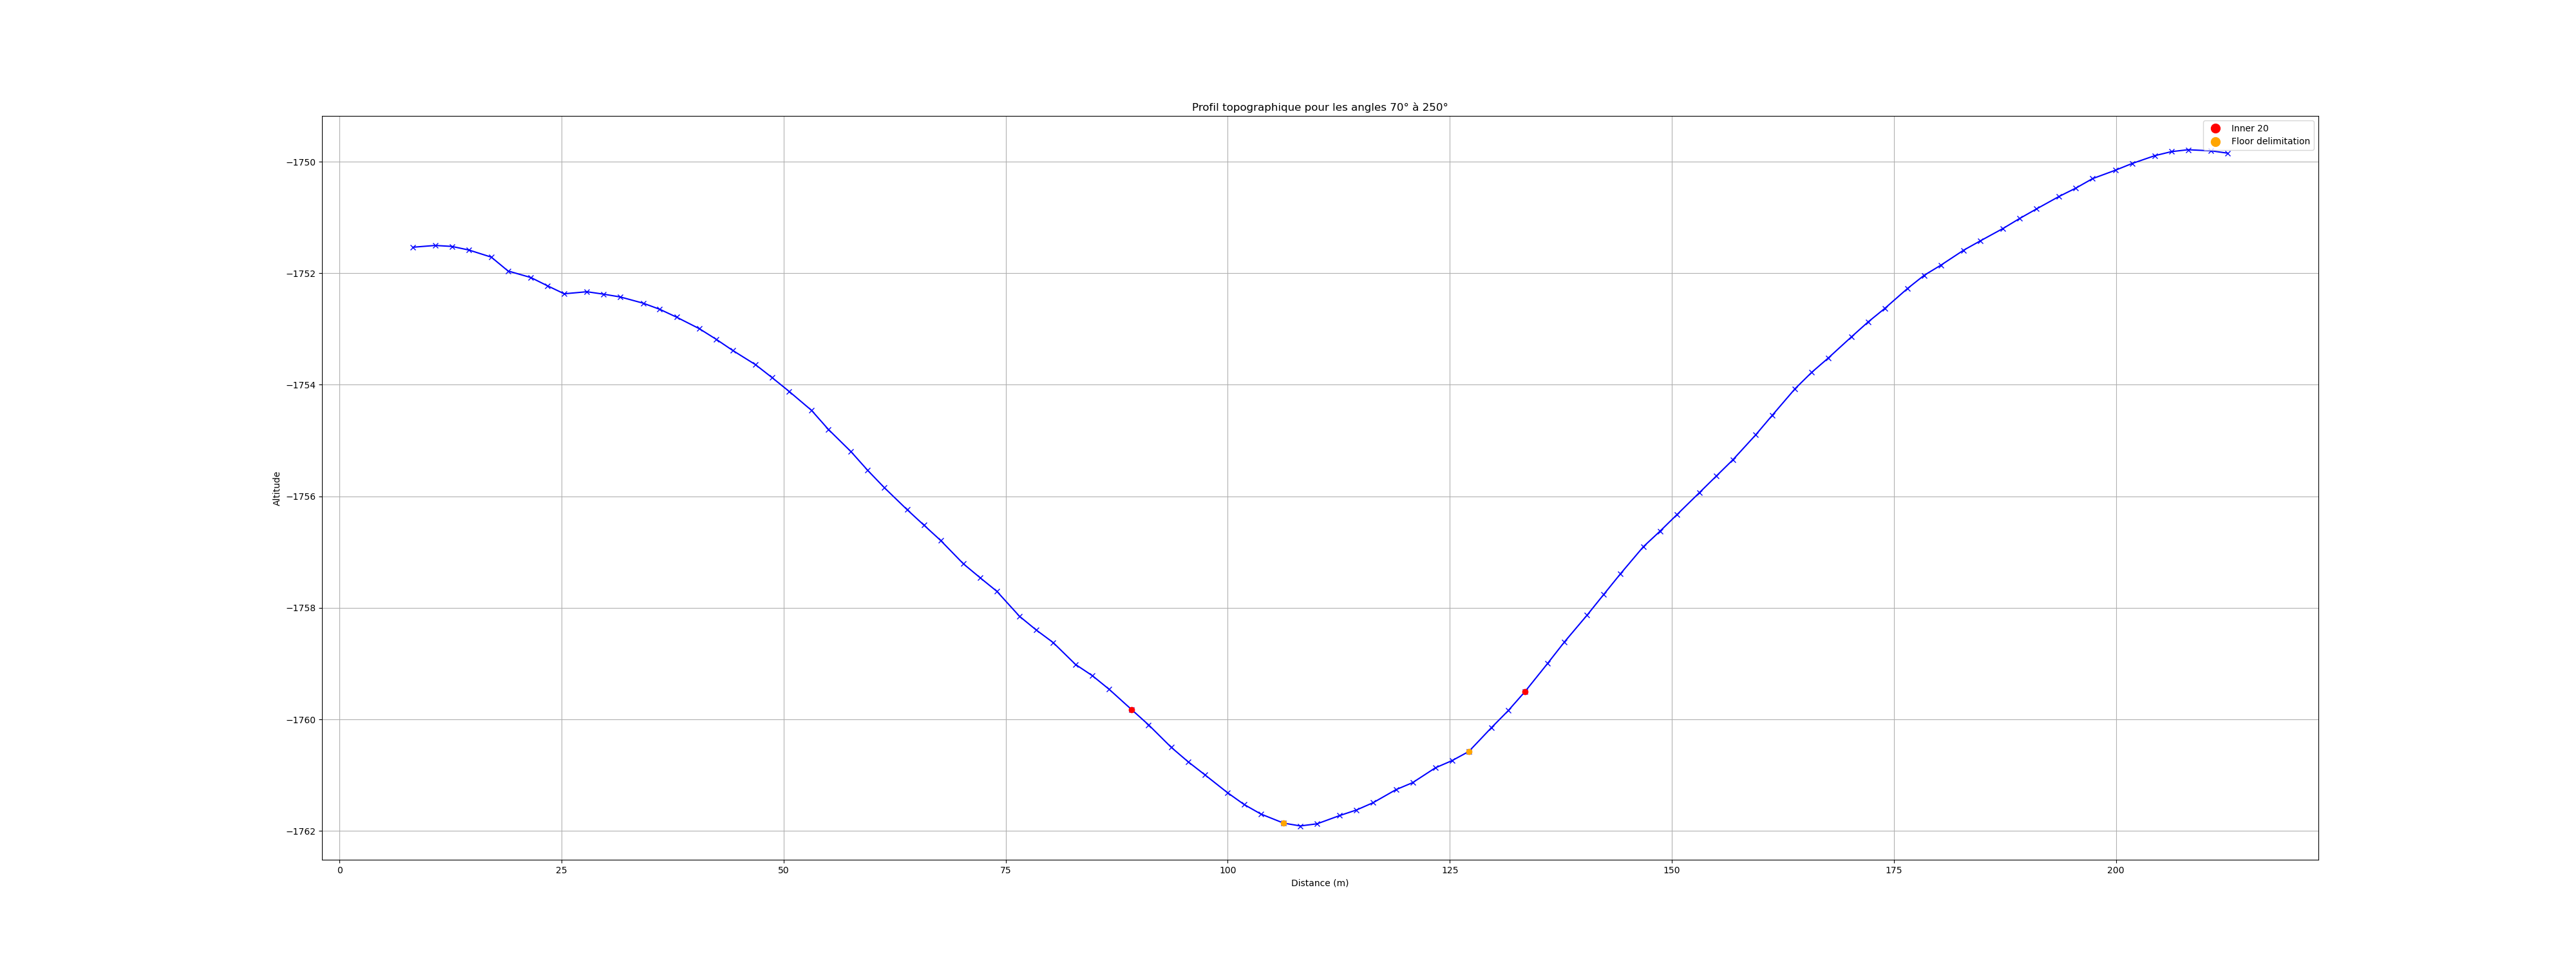 Profil topographique pour les angles 70° à 250°
Inner 20
Floor delimitation
−1750
−1752
−1754
−1756
−1758
−1760
−1762
Altitude
0 25 50 75 100 125 150 175 200
Distance (m)